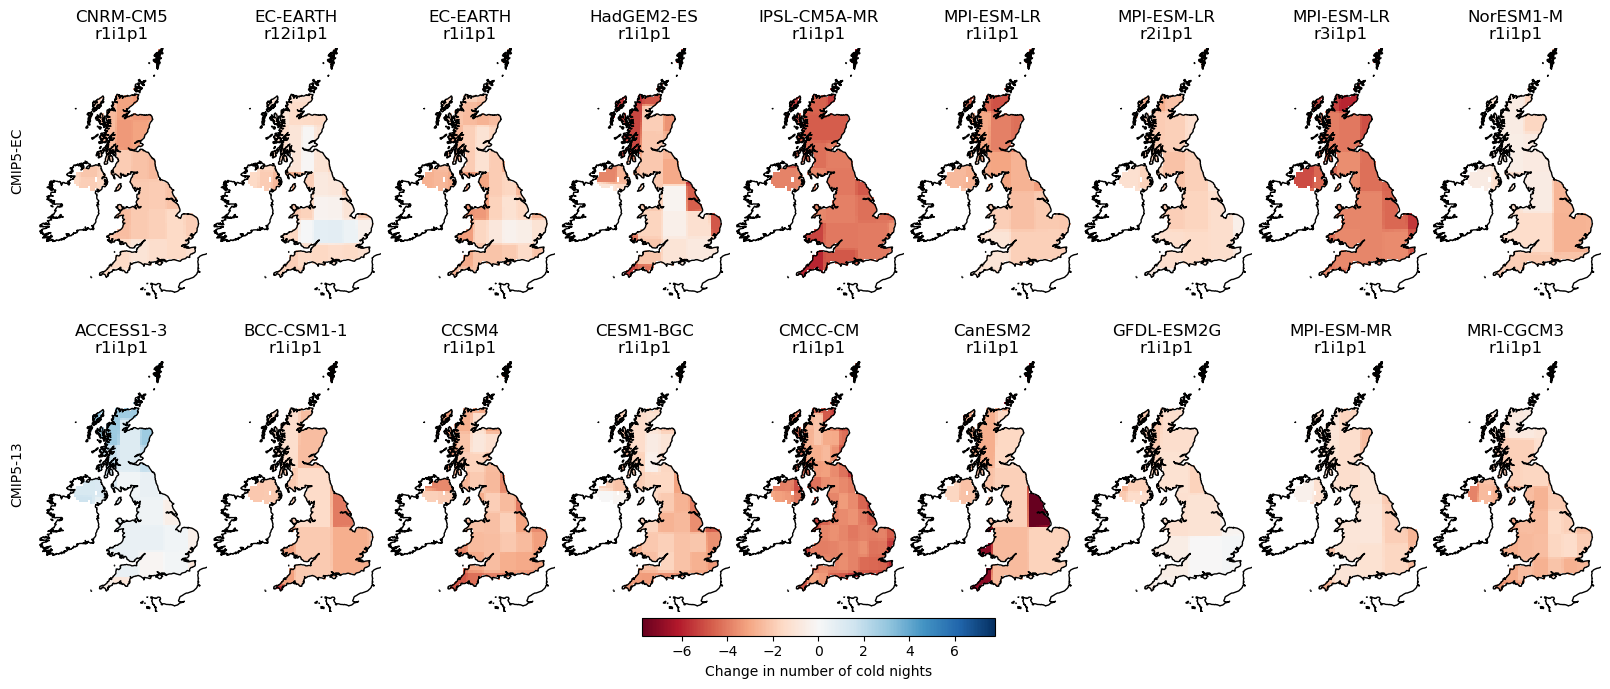 CNRM-CM5
r1i1p1
EC-EARTH
r12i1p1
EC-EARTH
r1i1p1
HadGEM2-ES
r1i1p1
IPSL-CM5A-MR
r1i1p1
MPI-ESM-LR
r1i1p1
MPI-ESM-LR
r2i1p1
MPI-ESM-LR
r3i1p1
NorESM1-M
r1i1p1
CMIP5-EC
ACCESS1-3
r1i1p1
BCC-CSM1-1
r1i1p1
CCSM4
r1i1p1
CESM1-BGC
r1i1p1
CMCC-CM
r1i1p1
CanESM2
r1i1p1
GFDL-ESM2G
r1i1p1
MPI-ESM-MR
r1i1p1
MRI-CGCM3
r1i1p1
CMIP5-13
−6 −4 −2 0 2 4 6
Change in number of cold nights